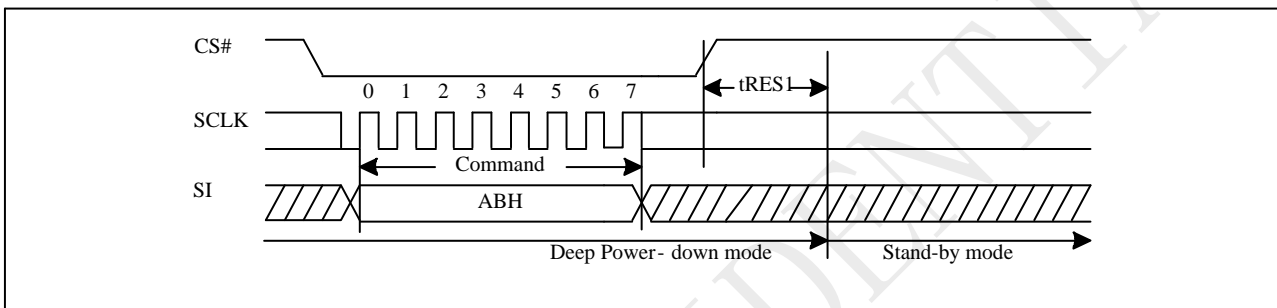 CS#
tRES1
0 1 2 3 4 5 6 7
SCLK
Command
SI
ABH
Deep Power- down mode
Stand-by mode